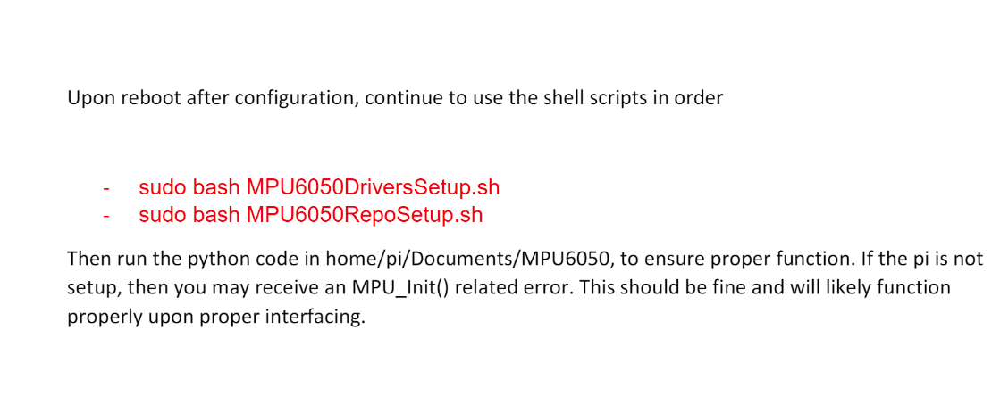 Upon reboot after configuration, continue to use the shell scripts in order
- sudo bash MPU6050DriversSetup.sh
- sudo bash MPU6050RepoSetup.sh
Then run the python code in home/pi/Documents/MPU6050, to ensure proper function. If the pi is not
setup, then you may receive an MPU_Init() related error. This should be fine and will likely function
properly upon proper interfacing.